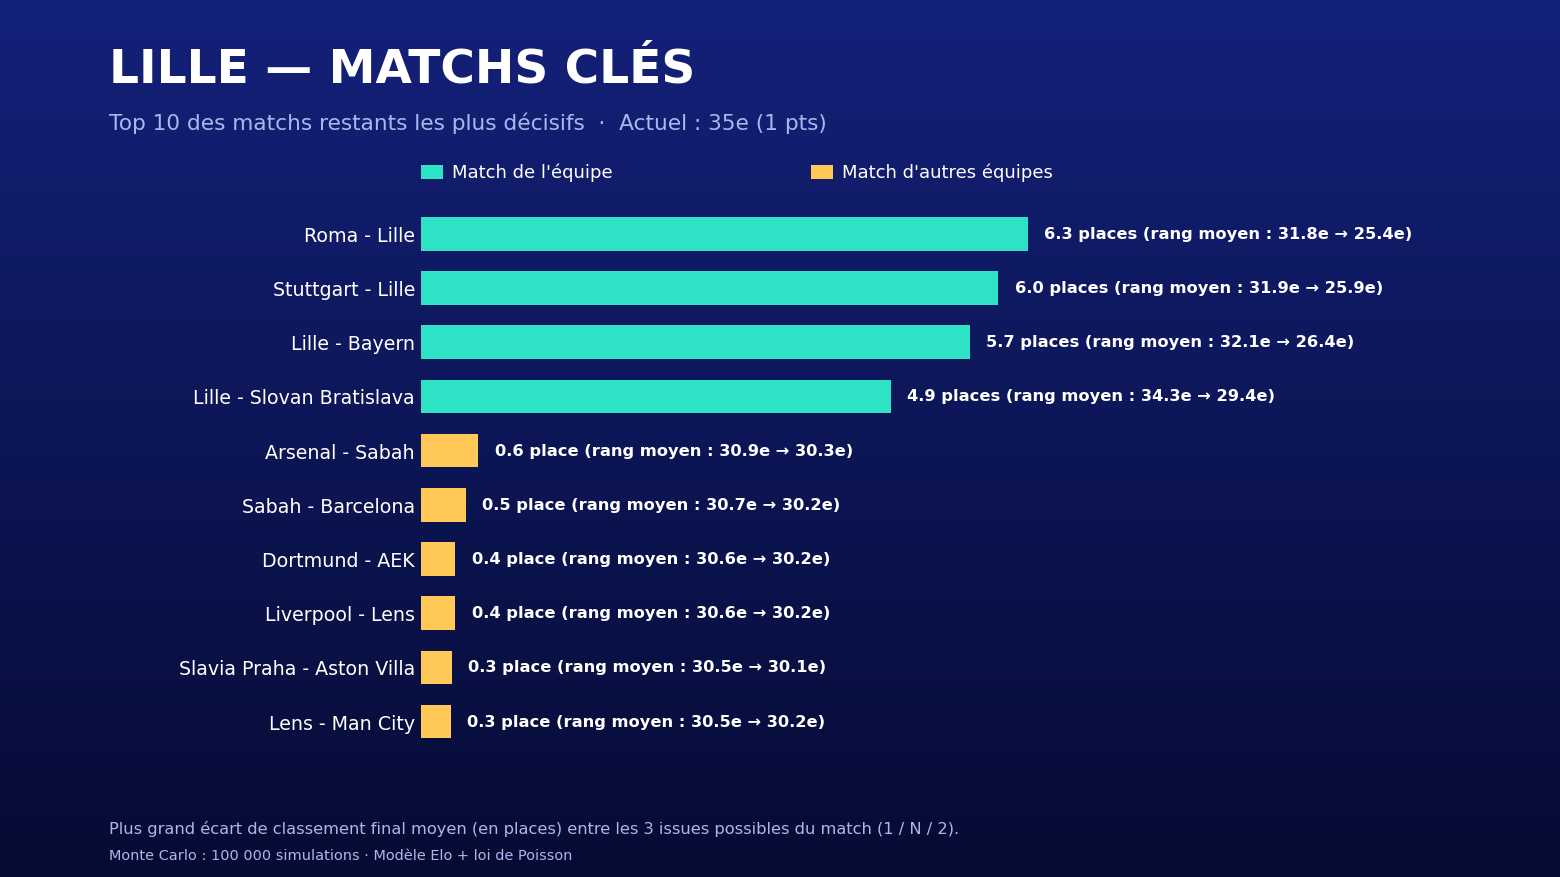 LILLE — MATCHS CLÉS
Top 10 des matchs restants les plus décisifs · Actuel : 35e (1 pts)
Match de l'équipe
Match d'autres équipes
Roma - Lille 6.3 places (rang moyen : 31.8e → 25.4e)
Stuttgart - Lille 6.0 places (rang moyen : 31.9e → 25.9e)
Lille - Bayern 5.7 places (rang moyen : 32.1e → 26.4e)
Lille - Slovan Bratislava 4.9 places (rang moyen : 34.3e → 29.4e)
Arsenal - Sabah 0.6 place (rang moyen : 30.9e → 30.3e)
Sabah - Barcelona 0.5 place (rang moyen : 30.7e → 30.2e)
Dortmund - AEK 0.4 place (rang moyen : 30.6e → 30.2e)
Liverpool - Lens 0.4 place (rang moyen : 30.6e → 30.2e)
Slavia Praha - Aston Villa 0.3 place (rang moyen : 30.5e → 30.1e)
Lens - Man City 0.3 place (rang moyen : 30.5e → 30.2e)
Plus grand écart de classement final moyen (en places) entre les 3 issues possibles du match (1 / N / 2).
Monte Carlo : 100 000 simulations · Modèle Elo + loi de Poisson